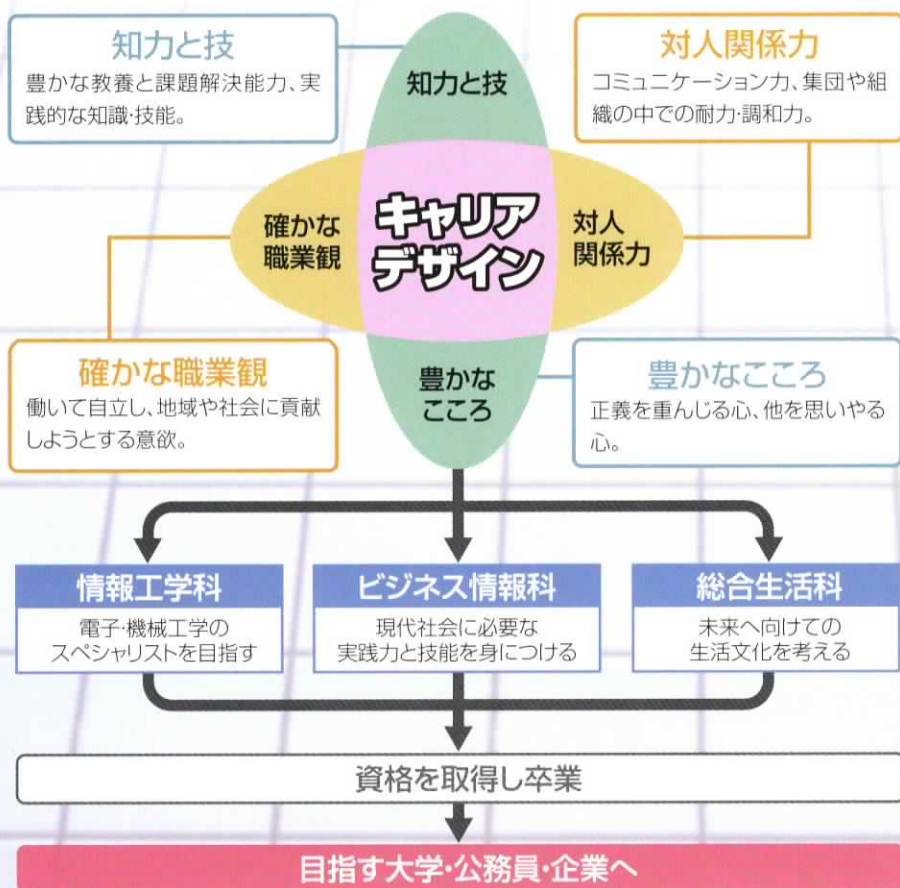 知力と技
豊かな教養と課題解決能力、実
践的な知識・技能。
知力と技
対人関係力
コミュニケーション力、集団や組
織の中での耐力・調和力。
確かな
職業観
キャリア
デザイン
対人
関係力
確かな職業観
働いて自立し、地域や社会に貢献
しようとする意欲。
豊かな
こころ
豊かなこころ
正義を重んじる心、他を思いやる
心。
情報工学科
電子・機械工学の
スペシャリストを目指す
ビジネス情報科
現代社会に必要な
実践力と技能を身につける
総合生活科
未来へ向けての
生活文化を考える
資格を取得し卒業
目指す大学・公務員・企業へ